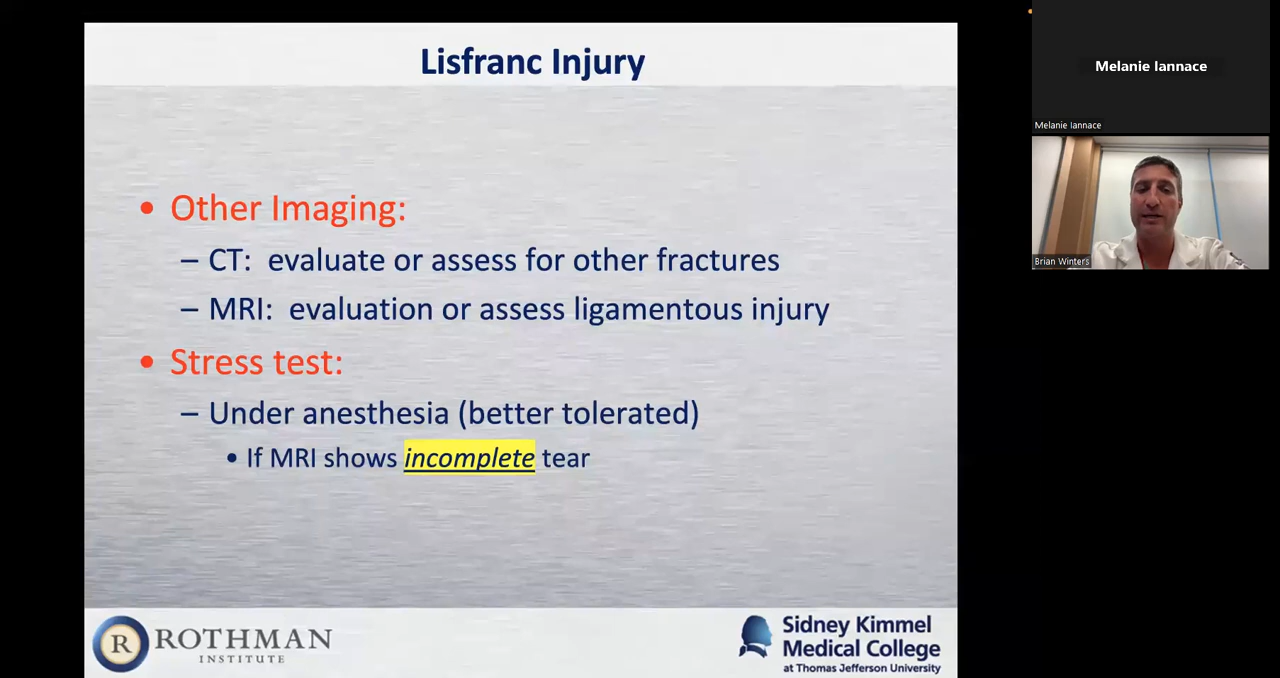 Lisfranc Injury
• Other Imaging:
– CT: evaluate or assess for other fractures
– MRI: evaluation or assess ligamentous injury
• Stress test:
– Under anesthesia (better tolerated)
• If MRI shows incomplete tear
R ROTHMAN
INSTITUTE
Sidney Kimmel
Medical College
at Thomas Jefferson University
Melanie Iannace
Melanie Iannace
Brian Winters